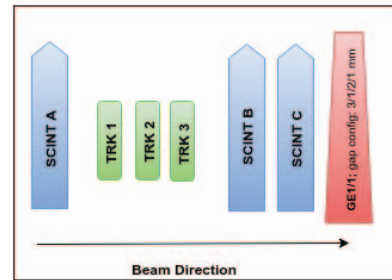 SCINT A
TRK 1
TRK 2
TRK 3
SCINT B
SCINT C
GE1/1; gap config: 3/1/2/1 mm
Beam Direction